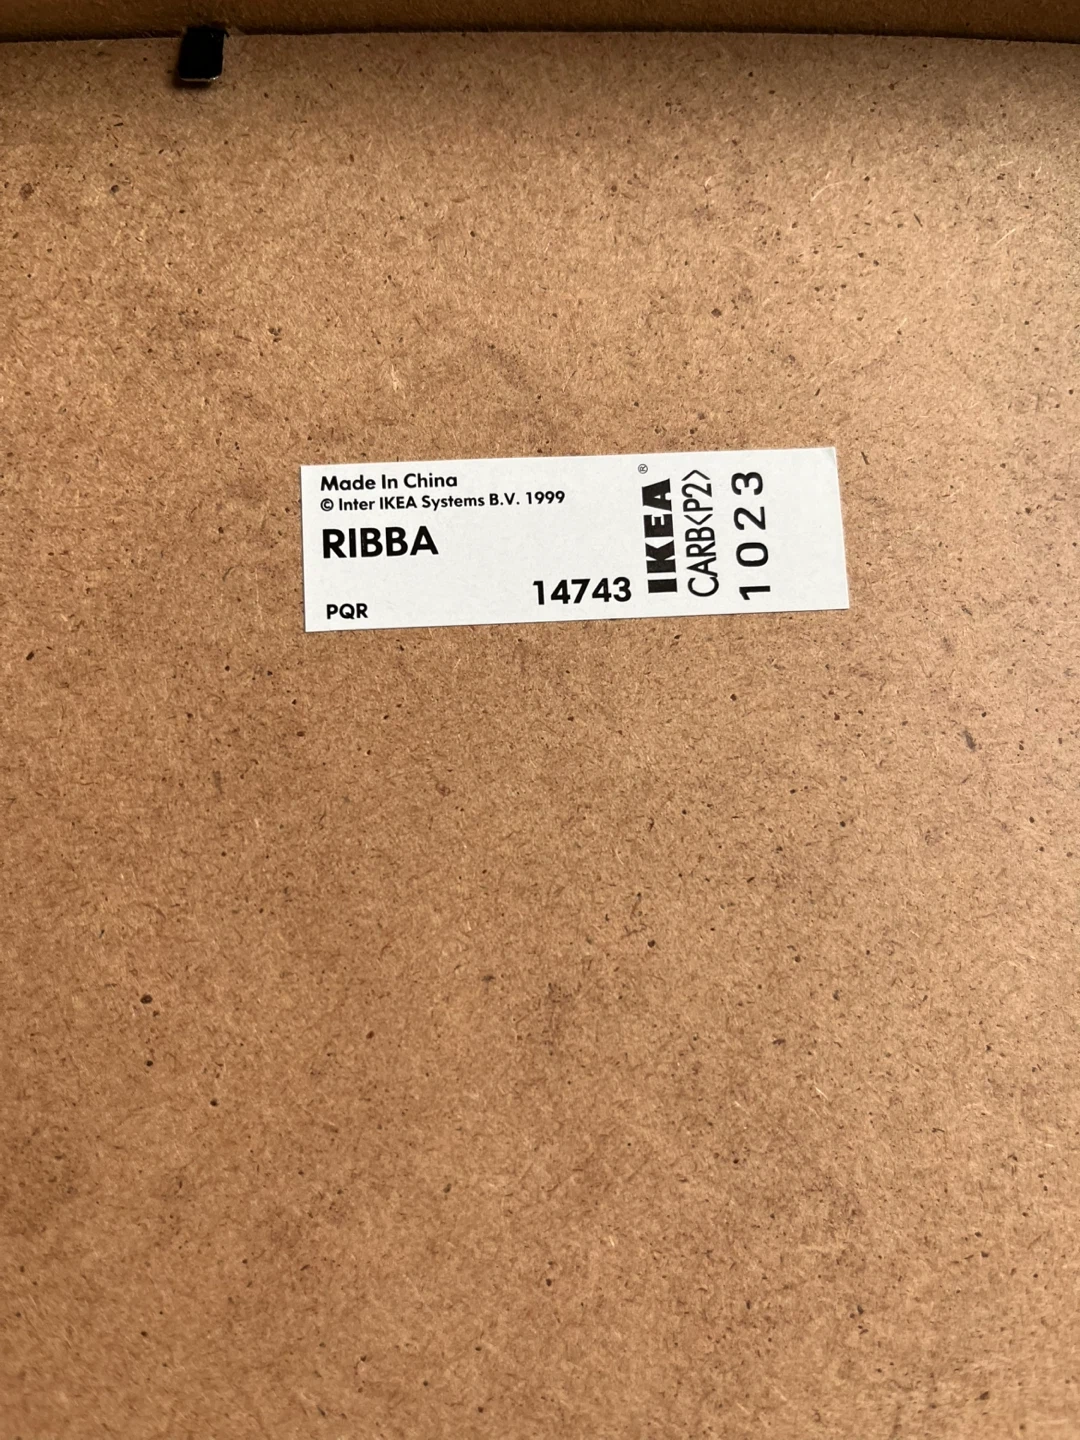 Made In China
© Inter IKEA Systems B.V. 1999
RIBBA
14743
PQR
IKEA®
CARB<P2>
1023